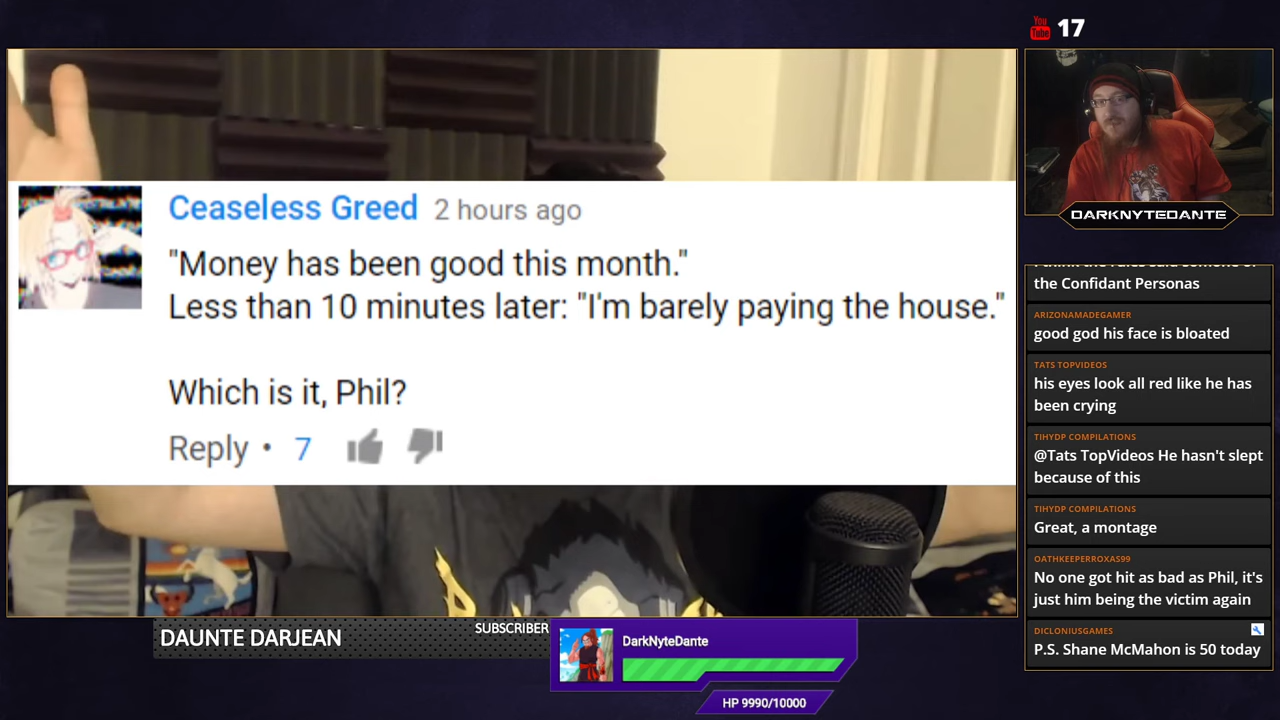 17
Ceaseless Greed 2 hours ago
"Money has been good this month."
Less than 10 minutes later: "I'm barely paying the house."
Which is it, Phil?
Reply • 7
DARKNYTEDANTE
the Confidant Personas
ARIZONAMADEGAMER
good god his face is bloated
TATS TOPVIDEOS
his eyes look all red like he has
been crying
TIHYDP COMPILATIONS
@Tats TopVideos He hasn't slept
because of this
TIHYDP COMPILATIONS
Great, a montage
OATHKEEPERROXAS99
No one got hit as bad as Phil, it's
just him being the victim again
DICLONIUSGAMES
P.S. Shane McMahon is 50 today
DAUNTE DARJEAN
SUBSCRIBER
DarkNyteDante
HP 9990/10000